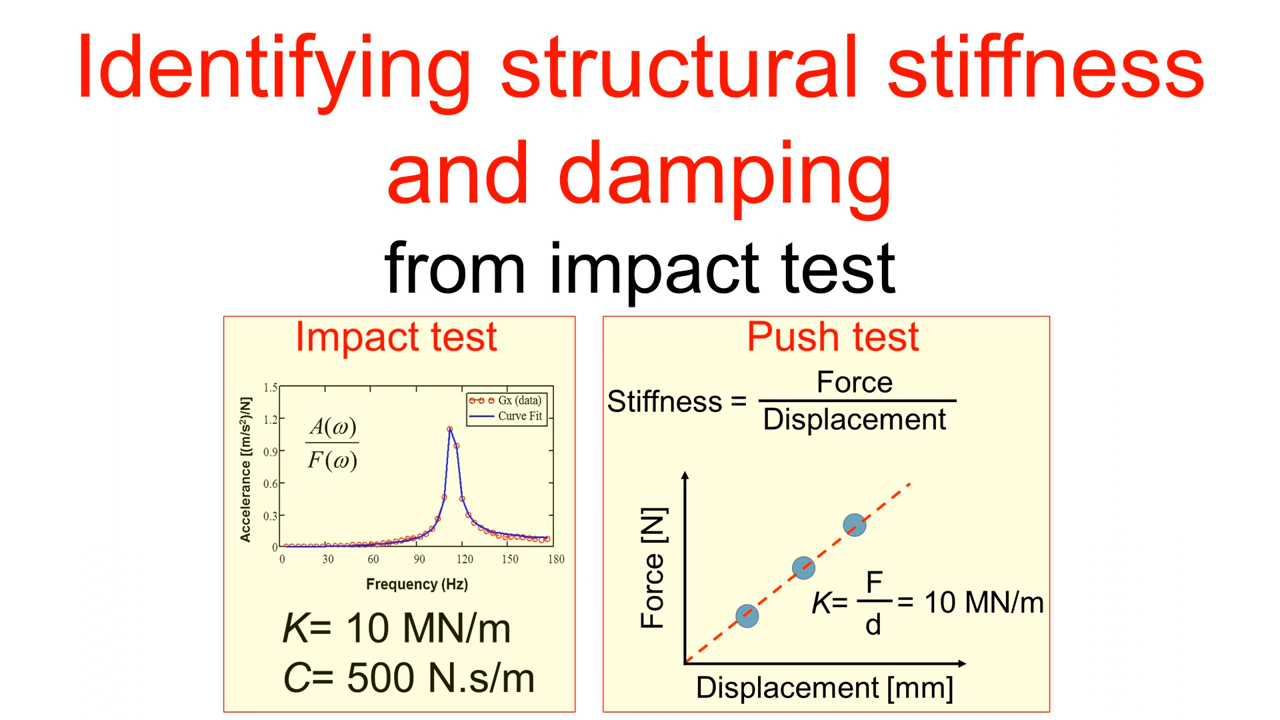 Identifying structural stiffness
and damping
from impact test
Impact test
1.5
1.2
0.9
0.6
0.3
0
Accelerance [(m/s²)/N]
A(ω)
F(ω)
Gx (data)
Curve Fit
0 30 60 90 120 150 180
Frequency (Hz)
K= 10 MN/m
C= 500 N.s/m
Push test
Stiffness = Force
Displacement
Force [N]
K= F = 10 MN/m
d
Displacement [mm]